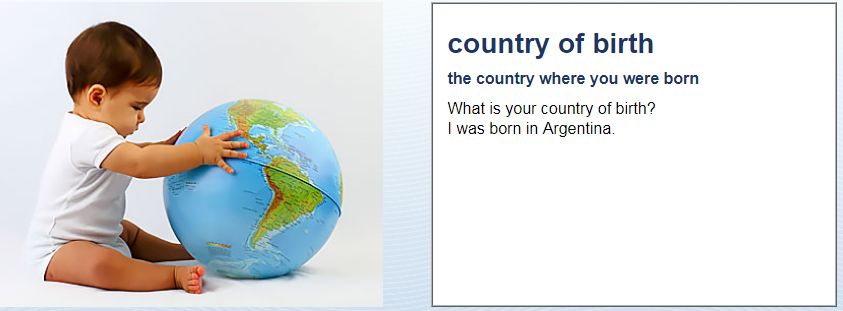 country of birth
the country where you were born
What is your country of birth?
I was born in Argentina.